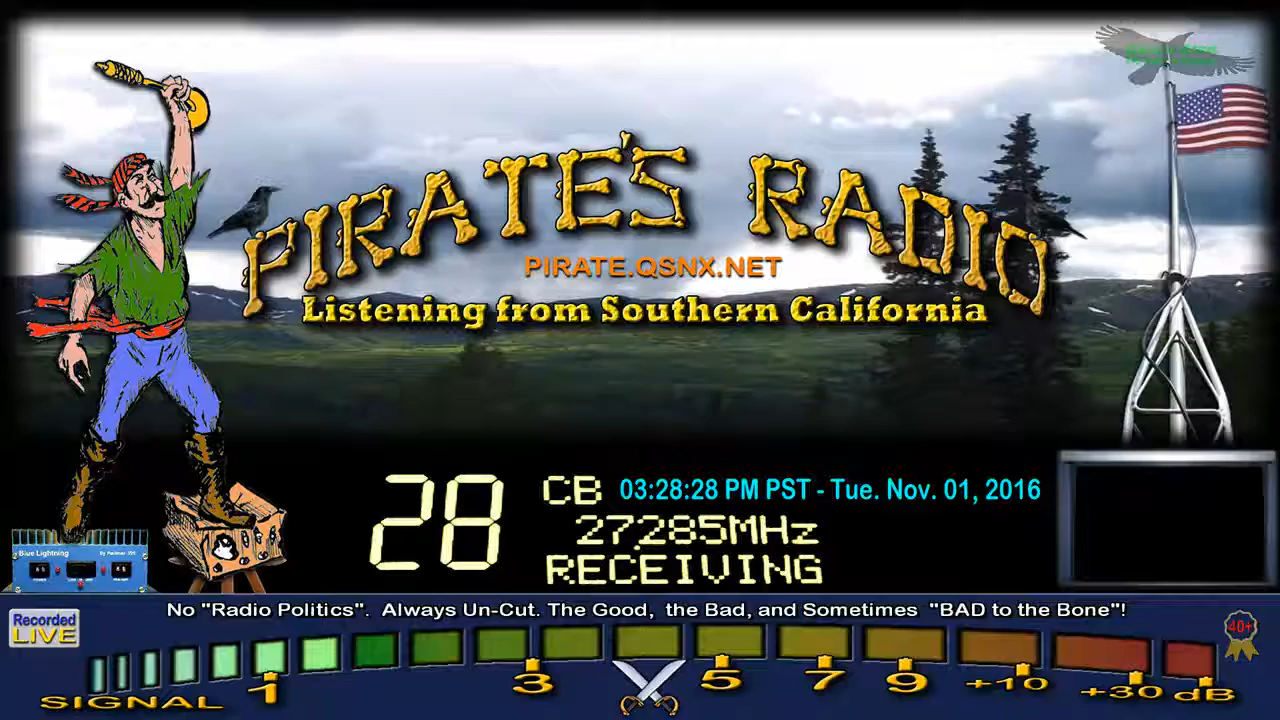 PIRATE'S RADIO
PIRATE.QSNX.NET
Listening from Southern California
28
CB
03:28:28 PM PST - Tue. Nov. 01, 2016
27.285MHz
RECEIVING
Blue Lightning
No "Radio Politics". Always Un-Cut. The Good, the Bad, and Sometimes "BAD to the Bone"!
Recorded
LIVE
40+
SIGNAL 1 3 5 7 9 +10 +30 dB